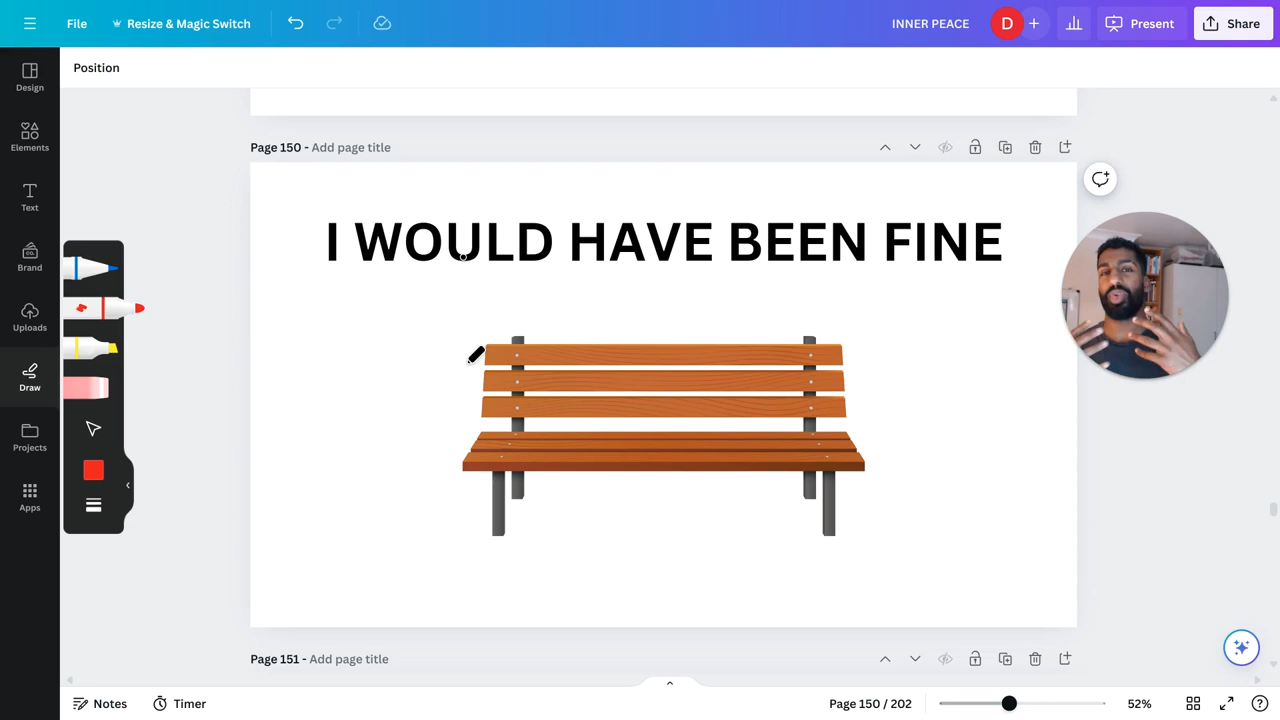 File
Resize & Magic Switch
INNER PEACE
D
Present
Share
Position
Design
Elements
Text
Brand
Uploads
Draw
Projects
Apps
Page 150 - Add page title
I WOULD HAVE BEEN FINE
Page 151 - Add page title
Notes
Timer
Page 150 / 202
52%